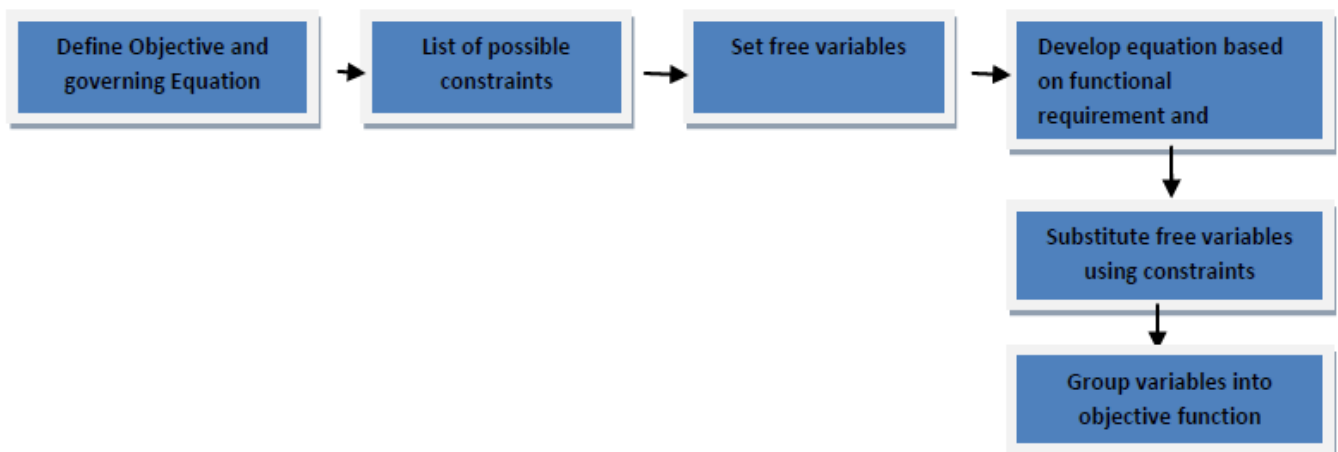 Define Objective and
governing Equation
List of possible
constraints
Set free variables
Develop equation based
on functional
requirement and
Substitute free variables
using constraints
Group variables into
objective function